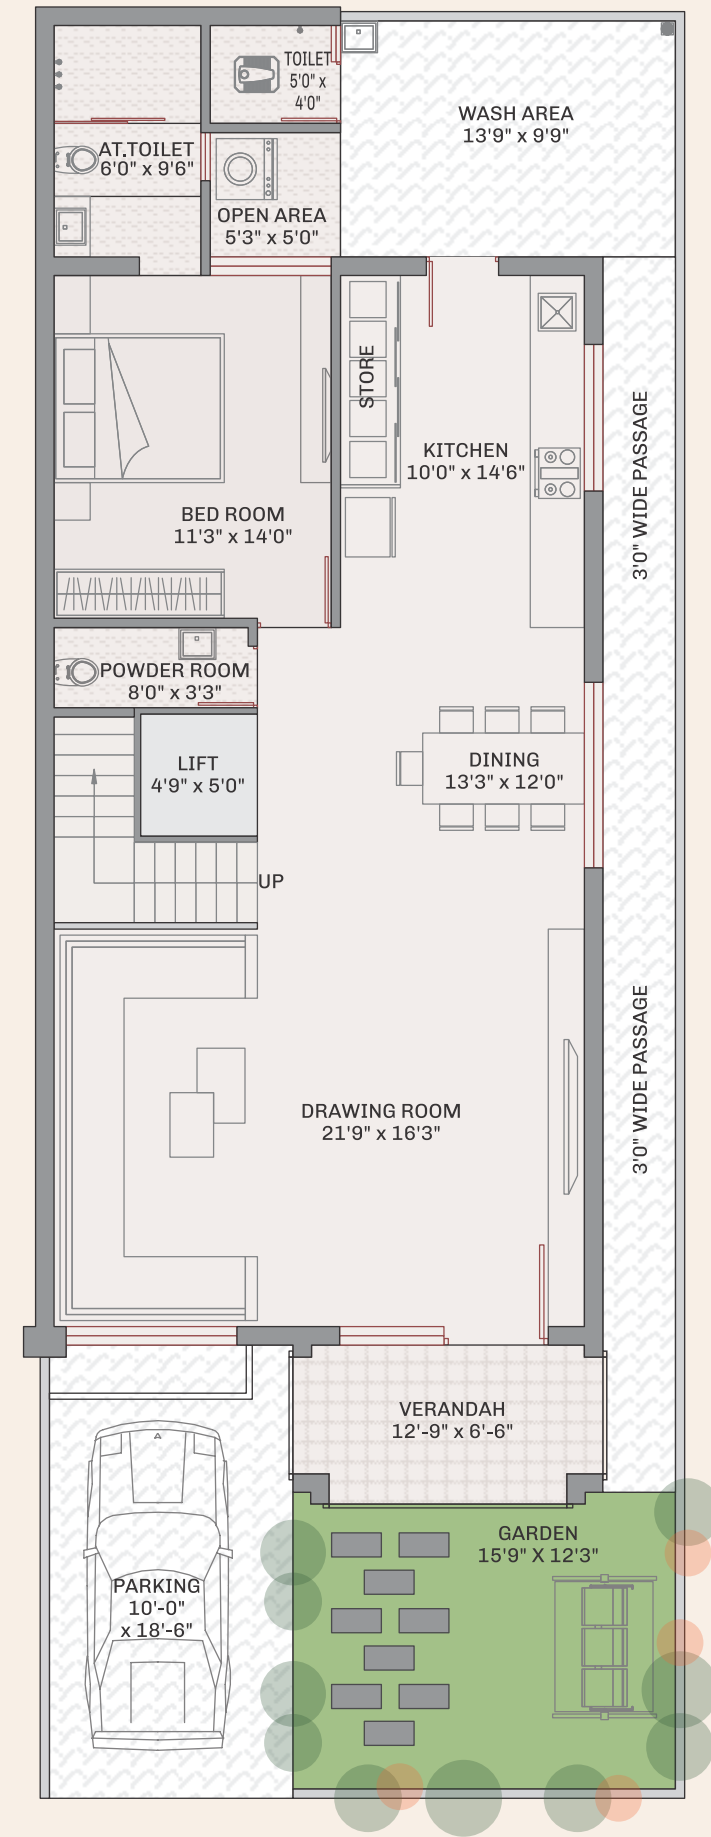 TOILET
5'0" x
4'0"
WASH AREA
13'9" x 9'9"
AT.TOILET
6'0" x 9'6"
OPEN AREA
5'3" x 5'0"
STORE
KITCHEN
10'0" x 14'6"
3'0" WIDE PASSAGE
BED ROOM
11'3" x 14'0"
POWDER ROOM
8'0" x 3'3"
LIFT
4'9" x 5'0"
DINING
13'3" x 12'0"
UP
3'0" WIDE PASSAGE
DRAWING ROOM
21'9" x 16'3"
VERANDAH
12'-9" x 6'-6"
GARDEN
15'9" X 12'3"
PARKING
10'-0"
x 18'-6"